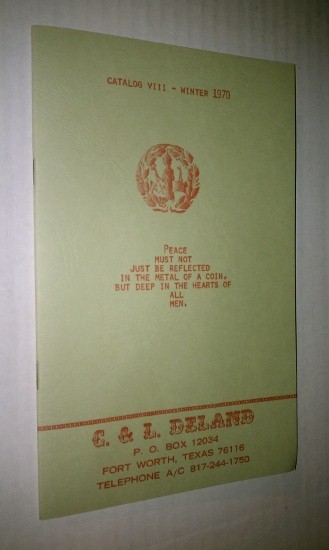 CATALOG VIII - WINTER 1970
PEACE
MUST NOT
JUST BE REFLECTED
IN THE METAL OF A COIN,
BUT DEEP IN THE HEARTS OF
ALL
MEN.
C. & L. DELAND
P. O. BOX 12034
FORT WORTH, TEXAS 76116
TELEPHONE A/C 817-244-1750